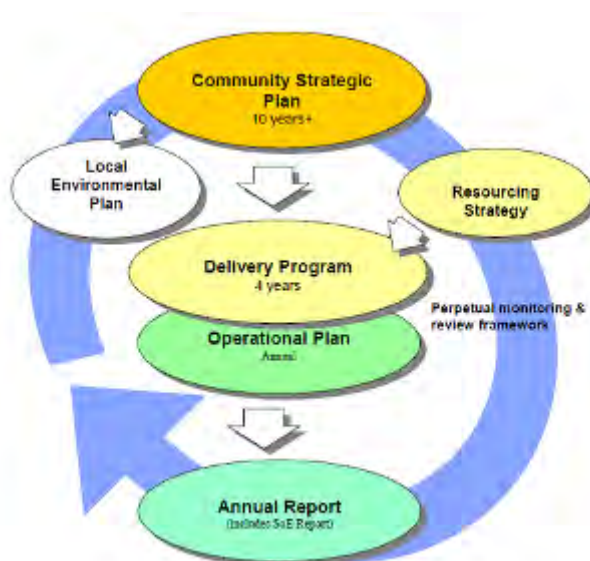 Community Strategic
Plan
10 years+
Local
Environmental
Plan
Resourcing
Strategy
Delivery Program
4 years
Perpetual monitoring &
review framework
Operational Plan
Annual
Annual Report
(includes SoE Report)